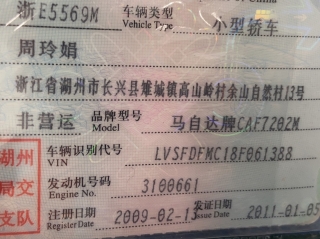 of China
浙E5569M 车辆类型 Vehicle Type 小型轿车
周玲娟
浙江省湖州市长兴县雉城镇高山岭村余山自然村13号
非营运 品牌型号 Model 马自达牌CAF7202M
湖州 车辆识别代号 VIN LVSFDFMC18F061388
局交 发动机号码 Engine No. 3100661
支队 注册日期 Register Date 2009-02-13 发证日期 Issue Date 2011-01-05